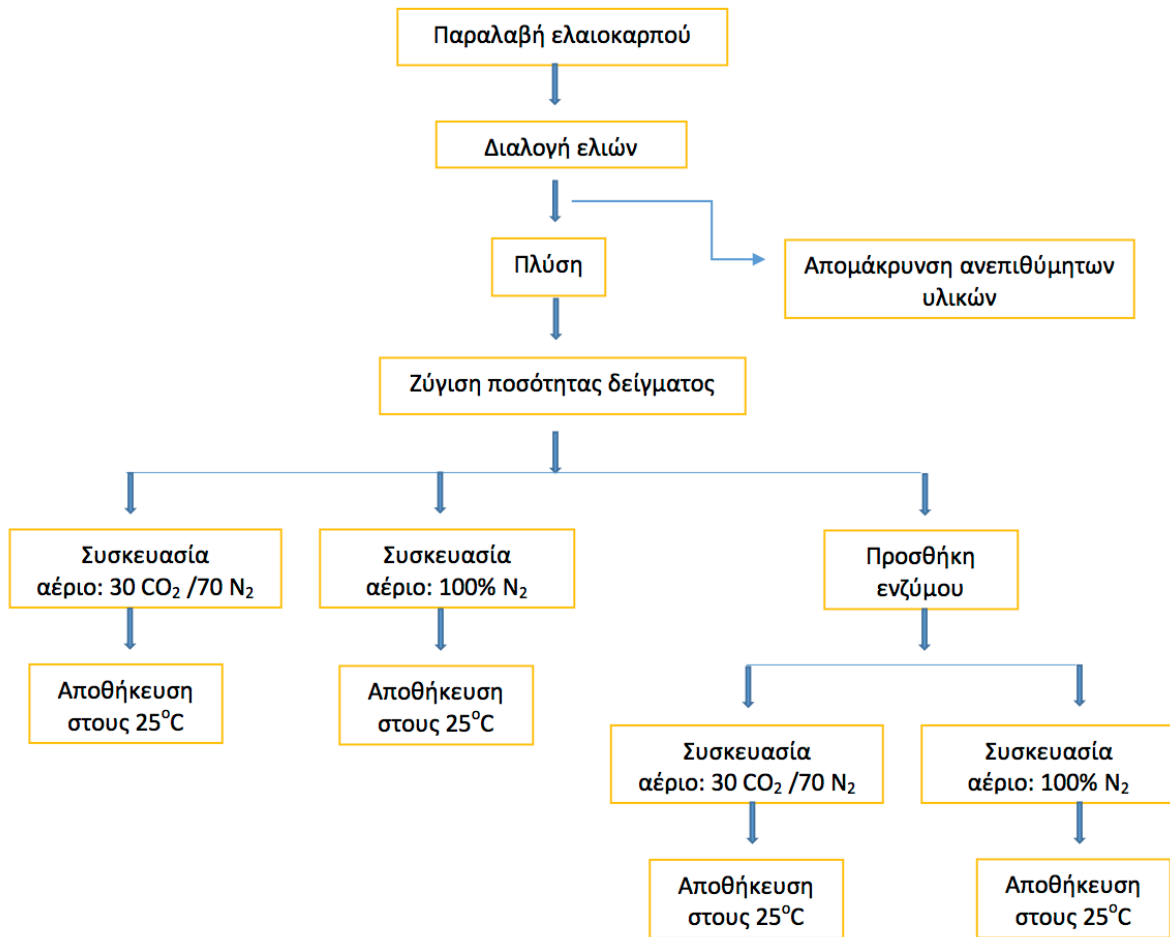 Παραλαβή ελαιοκαρπού
Διαλογή ελιών
Πλύση
Απομάκρυνση ανεπιθύμητων
υλικών
Ζύγιση ποσότητας δείγματος
Συσκευασία
αέριο: 30 CO₂ /70 N₂
Συσκευασία
αέριο: 100% N₂
Προσθήκη
ενζύμου
Αποθήκευση
στους 25°C
Αποθήκευση
στους 25°C
Συσκευασία
αέριο: 30 CO₂ /70 N₂
Συσκευασία
αέριο: 100% N₂
Αποθήκευση
στους 25°C
Αποθήκευση
στους 25°C